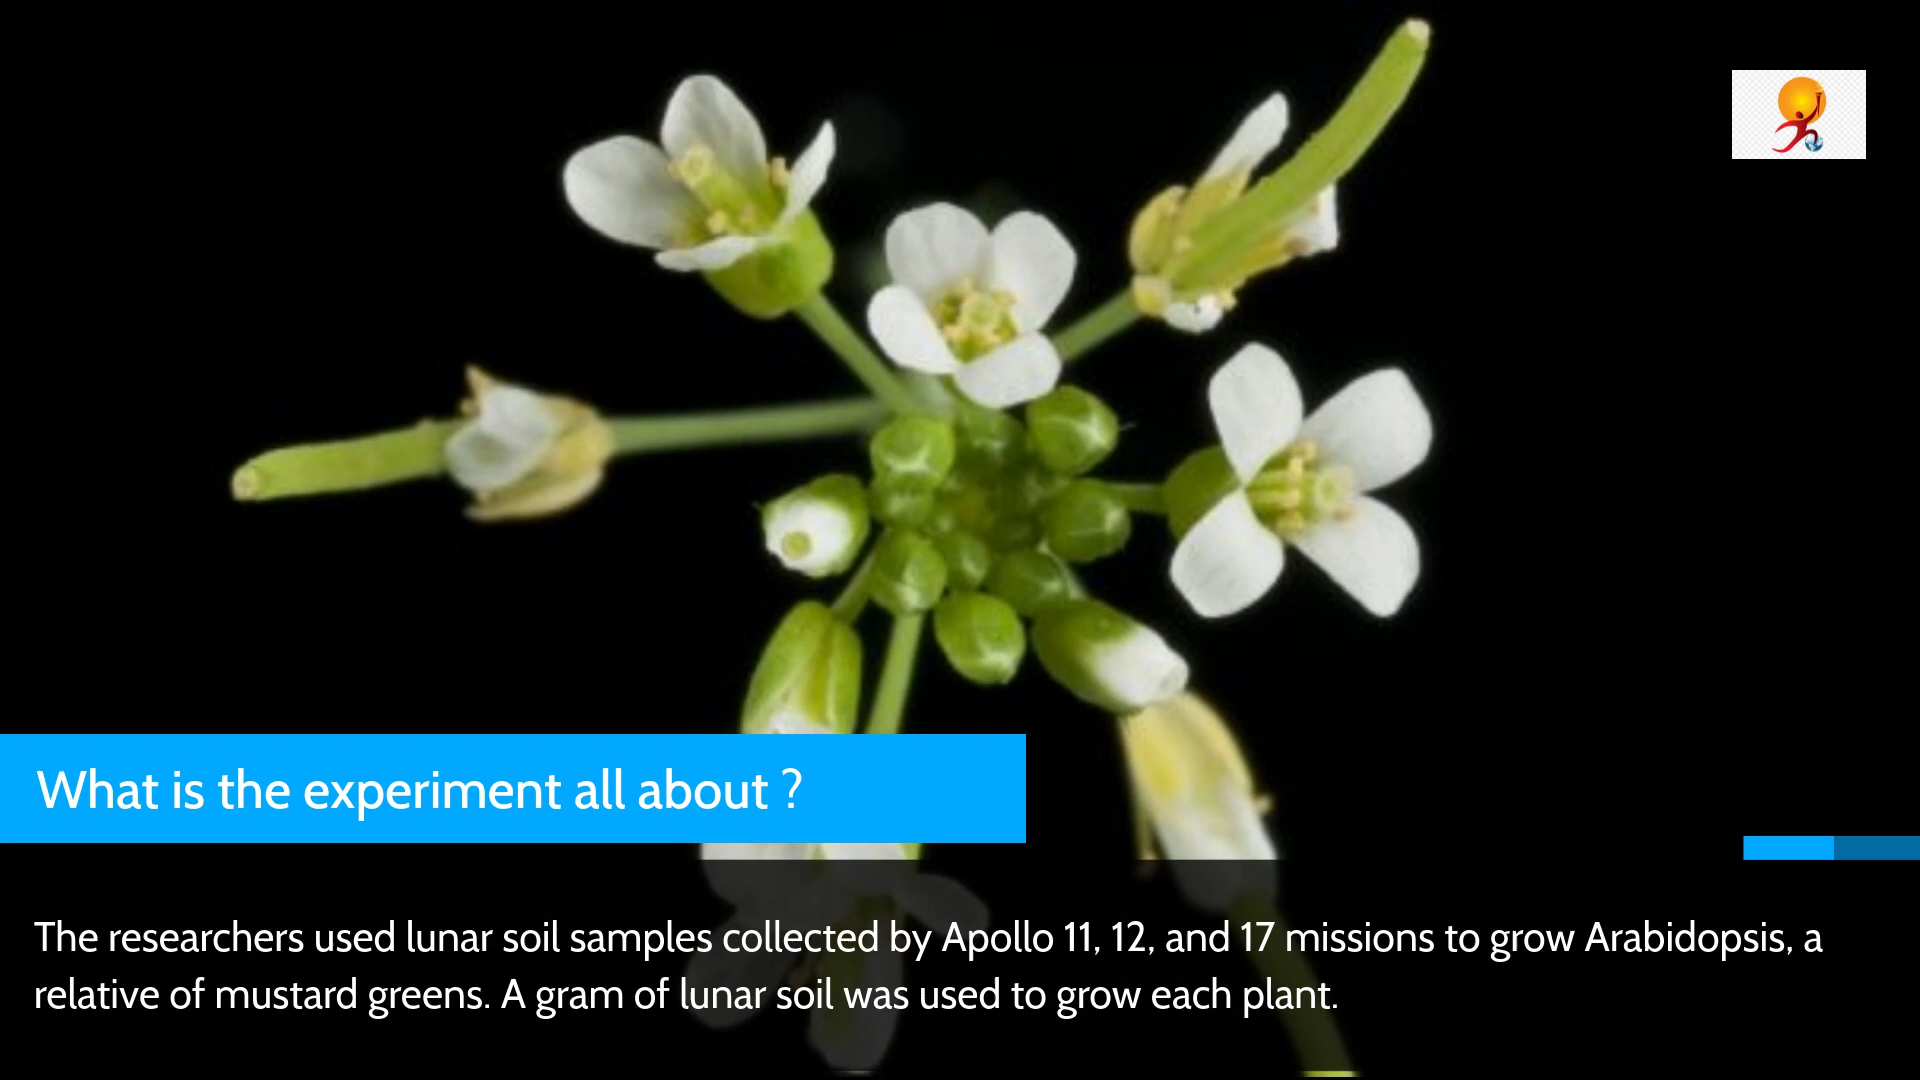 What is the experiment all about ?
The researchers used lunar soil samples collected by Apollo 11, 12, and 17 missions to grow Arabidopsis, a
relative of mustard greens. A gram of lunar soil was used to grow each plant.